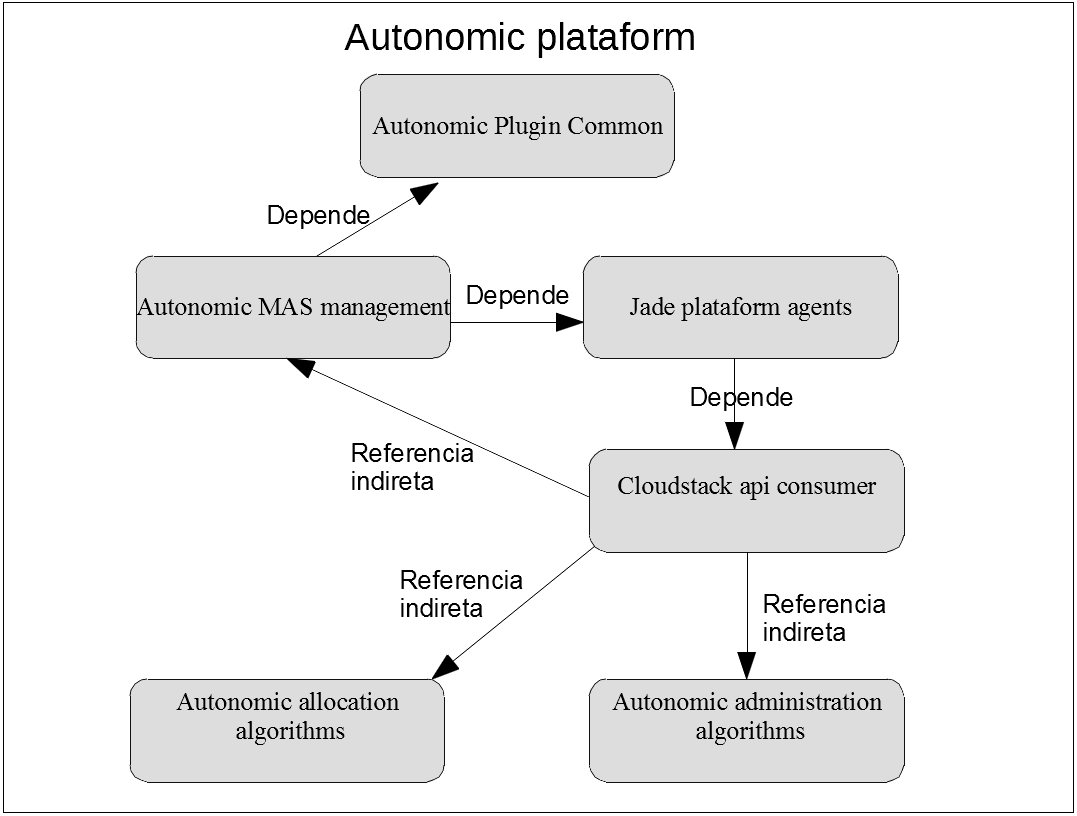 Autonomic plataform
Autonomic Plugin Common
Depende
Autonomic MAS management
Depende
Jade plataform agents
Depende
Referencia
indireta
Cloudstack api consumer
Referencia
indireta
Referencia
indireta
Autonomic allocation
algorithms
Autonomic administration
algorithms